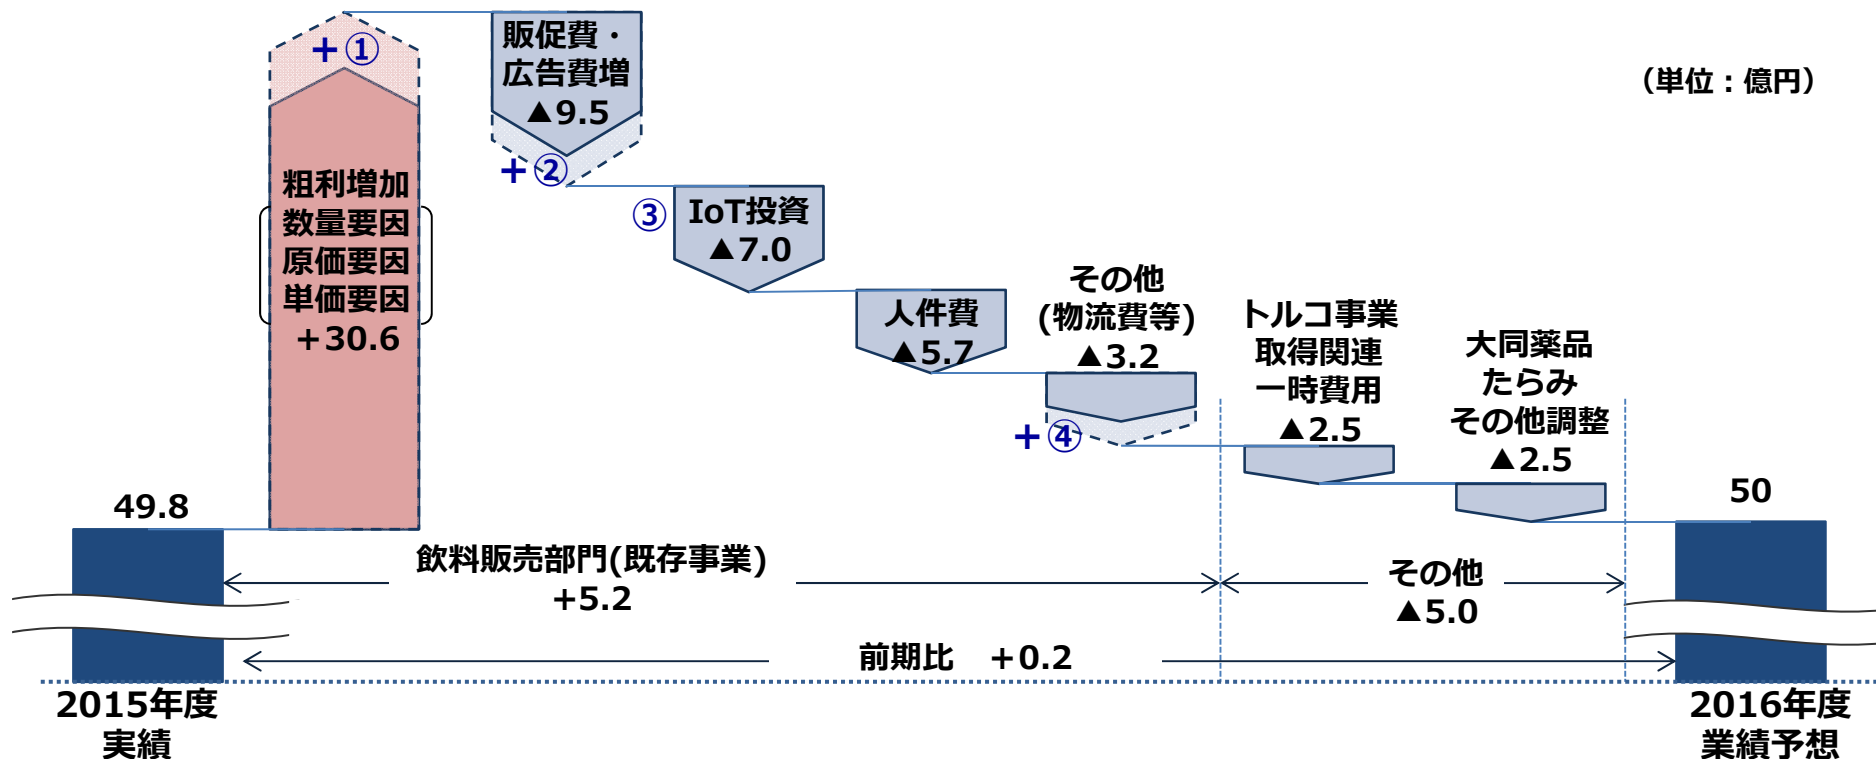 （単位：億円）
＋①
販促費・
広告費増
▲9.5
＋②
粗利増加
数量要因
原価要因
単価要因
＋30.6
③
IoT投資
▲7.0
人件費
▲5.7
その他
(物流費等)
▲3.2
＋④
トルコ事業
取得関連
一時費用
▲2.5
大同薬品
たらみ
その他調整
▲2.5
49.8
50
飲料販売部門(既存事業)
+5.2
その他
▲5.0
前期比　＋0.2
2015年度
実績
2016年度
業績予想